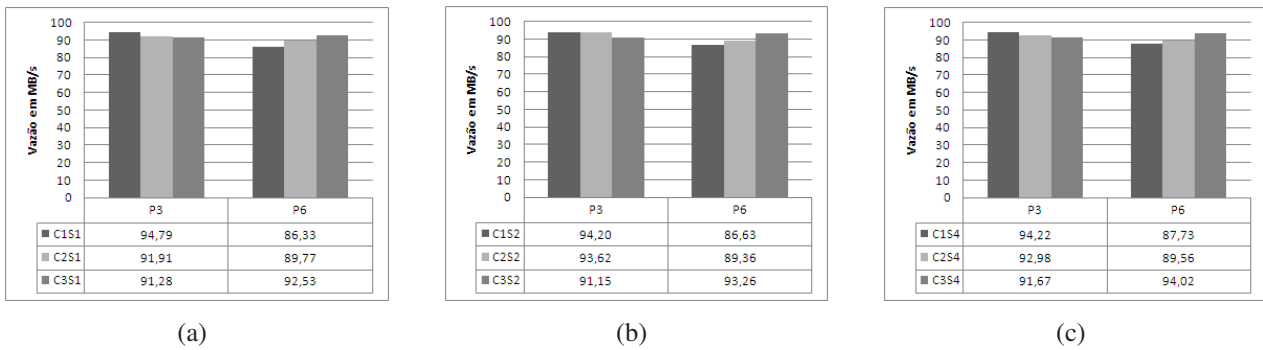 Vazão em MB/s
100
90
80
70
60
50
40
30
20
10
0
P3 P6
C1S1 94,79 86,33
C2S1 91,91 89,77
C3S1 91,28 92,53
(a)
Vazão em MB/s
100
90
80
70
60
50
40
30
20
10
0
P3 P6
C1S2 94,20 86,63
C2S2 93,62 89,36
C3S2 91,15 93,26
(b)
Vazão em MB/s
100
90
80
70
60
50
40
30
20
10
0
P3 P6
C1S4 94,22 87,73
C2S4 92,98 89,56
C3S4 91,67 94,02
(c)